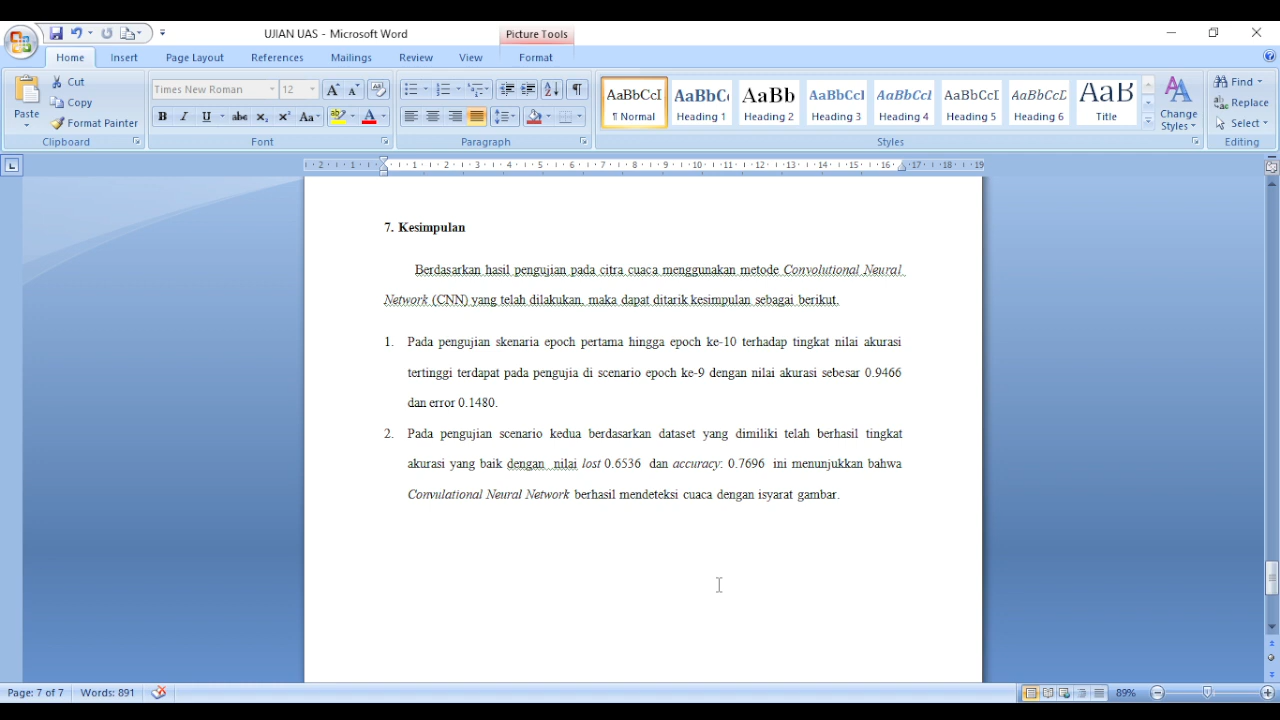 UJIAN UAS - Microsoft Word
Picture Tools
Home Insert Page Layout References Mailings Review View Format
Paste
Cut
Copy
Format Painter
Clipboard
Times New Roman 12
Font
Paragraph
AaBbCcI AaBbC AaBb AaBbCcI AaBbCcI AaBbCcI AaBbCcD AaB
¶ Normal Heading 1 Heading 2 Heading 3 Heading 4 Heading 5 Heading 6 Title
Change Styles
Styles
Find
Replace
Select
Editing
7. Kesimpulan
Berdasarkan hasil pengujian pada citra cuaca menggunakan metode Convolutional Neural
Network (CNN) yang telah dilakukan, maka dapat ditarik kesimpulan sebagai berikut.
1. Pada pengujian skenaria epoch pertama hingga epoch ke-10 terhadap tingkat nilai akurasi
tertinggi terdapat pada pengujia di scenario epoch ke-9 dengan nilai akurasi sebesar 0.9466
dan error 0.1480.
2. Pada pengujian scenario kedua berdasarkan dataset yang dimiliki telah berhasil tingkat
akurasi yang baik dengan nilai lost 0.6536 dan accuracy: 0.7696 ini menunjukkan bahwa
Convulational Neural Network berhasil mendeteksi cuaca dengan isyarat gambar.
Page: 7 of 7 Words: 891 89%